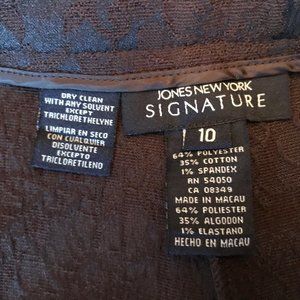 DRY CLEAN
WITH ANY SOLVENT
EXCEPT
TRICHLORETHELYNE
LIMPIAR EN SECO
CON CUALQUIER
DISOLVENTE
EXCEPTO
TRICLORETILENO
JONES NEW YORK
SIGNATURE
10
64% POLYESTER
35% COTTON
1% SPANDEX
RN 54050
CA 08349
MADE IN MACAU
64% POLIESTER
35% ALGODON
1% ELASTANO
HECHO EN MACAU